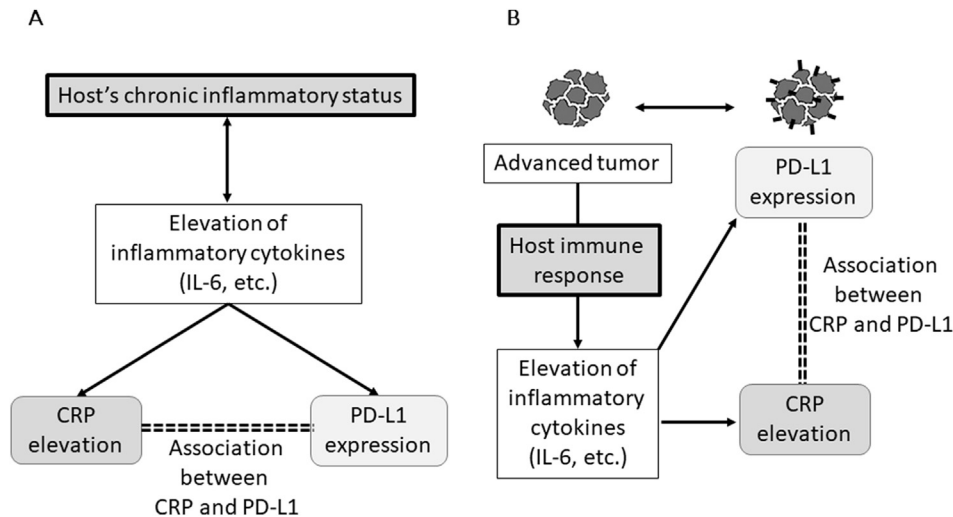 A
Host's chronic inflammatory status
Elevation of
inflammatory cytokines
(IL-6, etc.)
CRP
elevation
PD-L1
expression
Association
between
CRP and PD-L1
B
Advanced tumor
PD-L1
expression
Host immune
response
Association
between
CRP and PD-L1
Elevation of
inflammatory
cytokines
(IL-6, etc.)
CRP
elevation